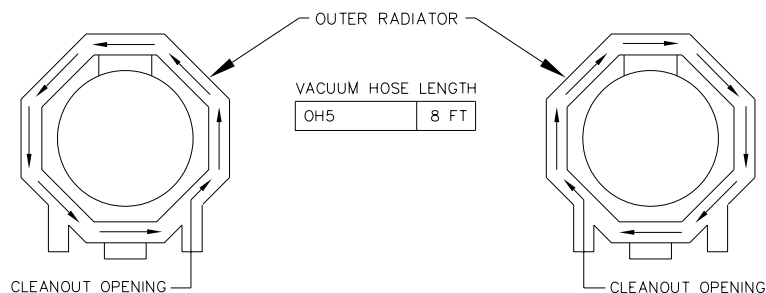 OUTER RADIATOR
VACUUM HOSE LENGTH
OH5 8 FT
CLEANOUT OPENING
CLEANOUT OPENING